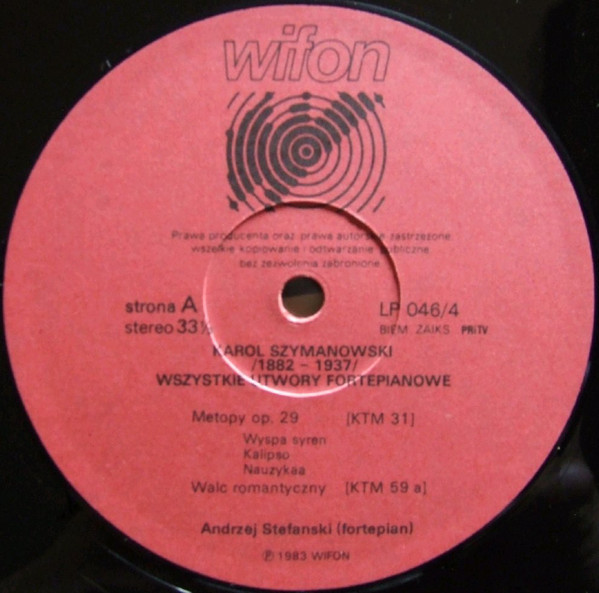 wifon
Prawa producenta oraz prawa autorskie zastrzeżone
wszelkie kopiowanie i odtwarzanie publiczne
bez zezwolenia zabronione
strona A LP 046/4
stereo 33⅓ BIEM ZAIKS PRiTV
KAROL SZYMANOWSKI
/1882 – 1937/
WSZYSTKIE UTWORY FORTEPIANOWE
Metopy op. 29 [KTM 31]
Wyspa syren
Kalipso
Nauzykaa
Walc romantyczny [KTM 59 a]
Andrzej Stefanski (fortepian)
Ⓟ 1983 WIFON